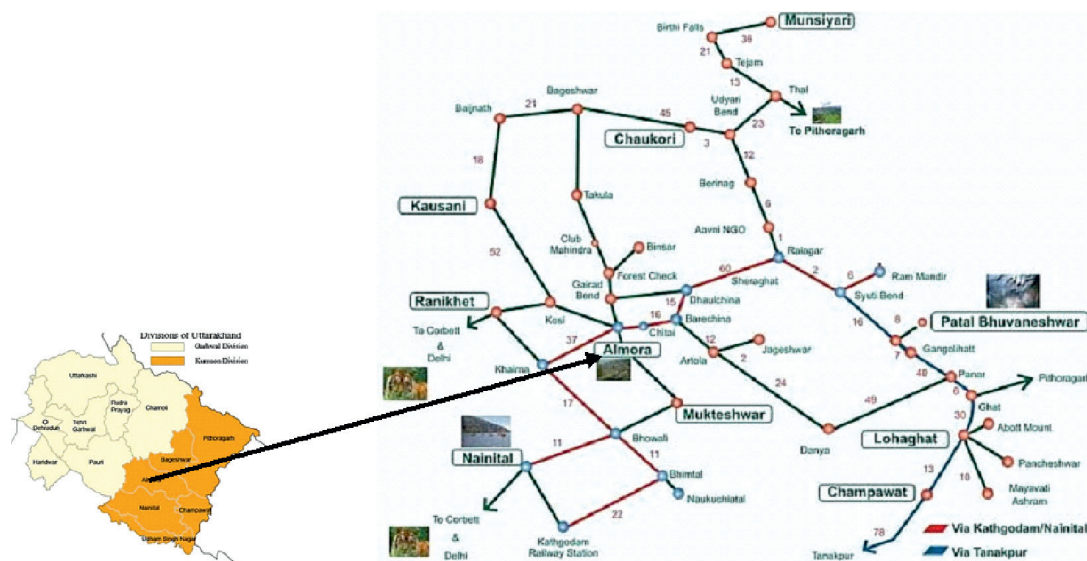 Divisions of Uttarakhand
Garhwal Division
Kumaon Division
Uttarkashi
Rudra
Prayag
Chamoli
Tehri
Garhwal
Haridwar
Pauri
Pithoragarh
Bageshwar
Nainital
Champawat
Udham Singh Nagar
Munsiyari
Birthi Falls
38
21
Tejam
13
Thal
Udyari
Bend
To Pithoragarh
23
Bageshwar
21
Baijnath
45
Chaukori
3
12
18
Berinag
6
Kausani
Takula
Aavni NGO
1
Ralagar
Club
Mahindra
Binsar
52
60
Sheraghat
2
6
Ram Mandir
Forest Check
Gairad
Bend
Dhaulchina
Syuti Bend
Ranikhet
Kosi
15
16
Barechina
16
8
Patal Bhuvaneshwar
To Corbett
&
Delhi
Chitai
7
Gangolihatt
37
Almora
12
Artola
Jageshwar
2
Khairna
24
Panar
Pithoragarh
6
Ghat
17
Mukteshwar
49
30
Abott Mount
Lohaghat
Nainital
11
Bhowali
Danya
Pancheshwar
11
Bhimtal
13
18
Champawat
Mayavati
Ashram
Naukuchiatal
To Corbett
&
Delhi
22
Kathgodam
Railway Station
78
Tanakpur
Via Kathgodam/Nainital
Via Tanakpur